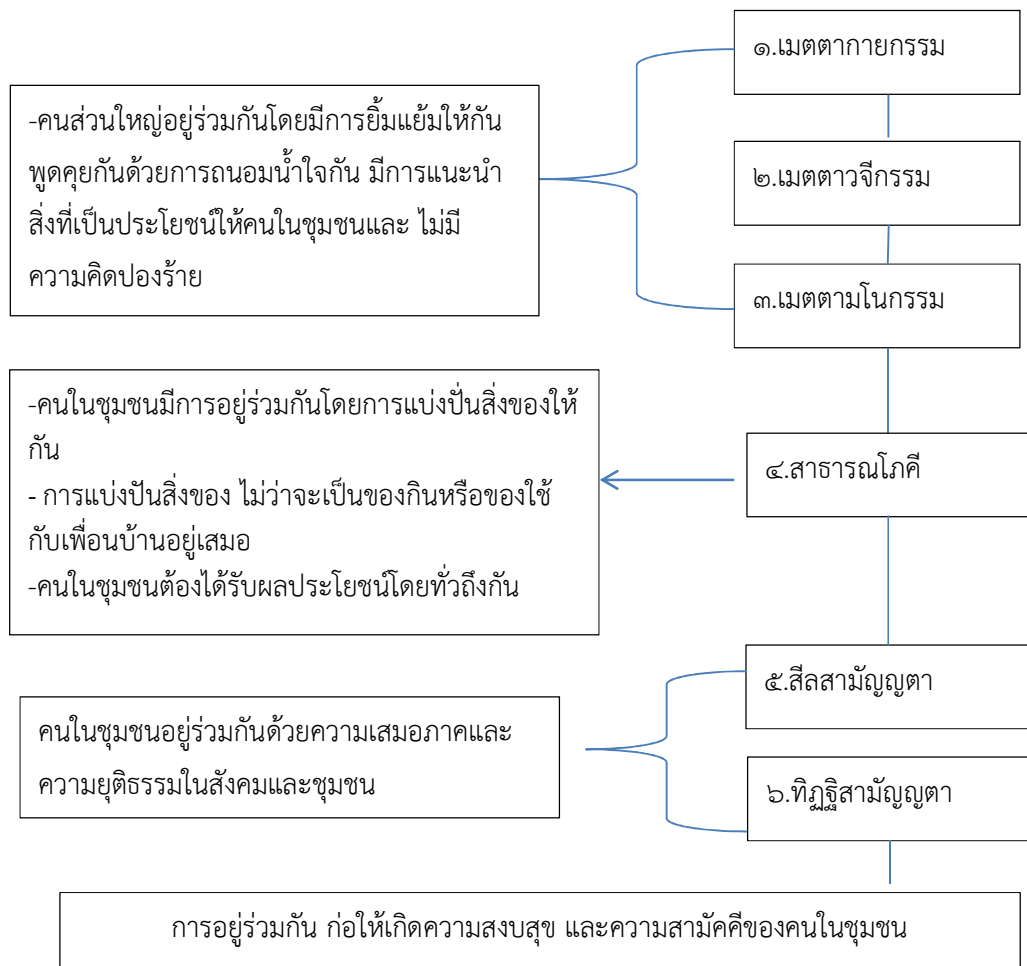 ๑.เมตตากายกรรม
-คนส่วนใหญ่อยู่ร่วมกันโดยมีการยิ้มแย้มให้กัน
พูดคุยกันด้วยการถนอมน้ำใจกัน มีการแนะนำ
สิ่งที่เป็นประโยชน์ให้คนในชุมชนและ ไม่มี
ความคิดปองร้าย
๒.เมตตาวจีกรรม
๓.เมตตามโนกรรม
-คนในชุมชนมีการอยู่ร่วมกันโดยการแบ่งปั่นสิ่งของให้
กัน
- การแบ่งปันสิ่งของ ไม่ว่าจะเป็นของกินหรือของใช้
กับเพื่อนบ้านอยู่เสมอ
-คนในชุมชนต้องได้รับผลประโยชน์โดยทั่วถึงกัน
๔.สาธารณโภคี
๕.สีลสามัญญตา
คนในชุมชนอยู่ร่วมกันด้วยความเสมอภาคและ
ความยุติธรรมในสังคมและชุมชน
๖.ทิฏฐิสามัญญตา
การอยู่ร่วมกัน ก่อให้เกิดความสงบสุข และความสามัคคีของคนในชุมชน